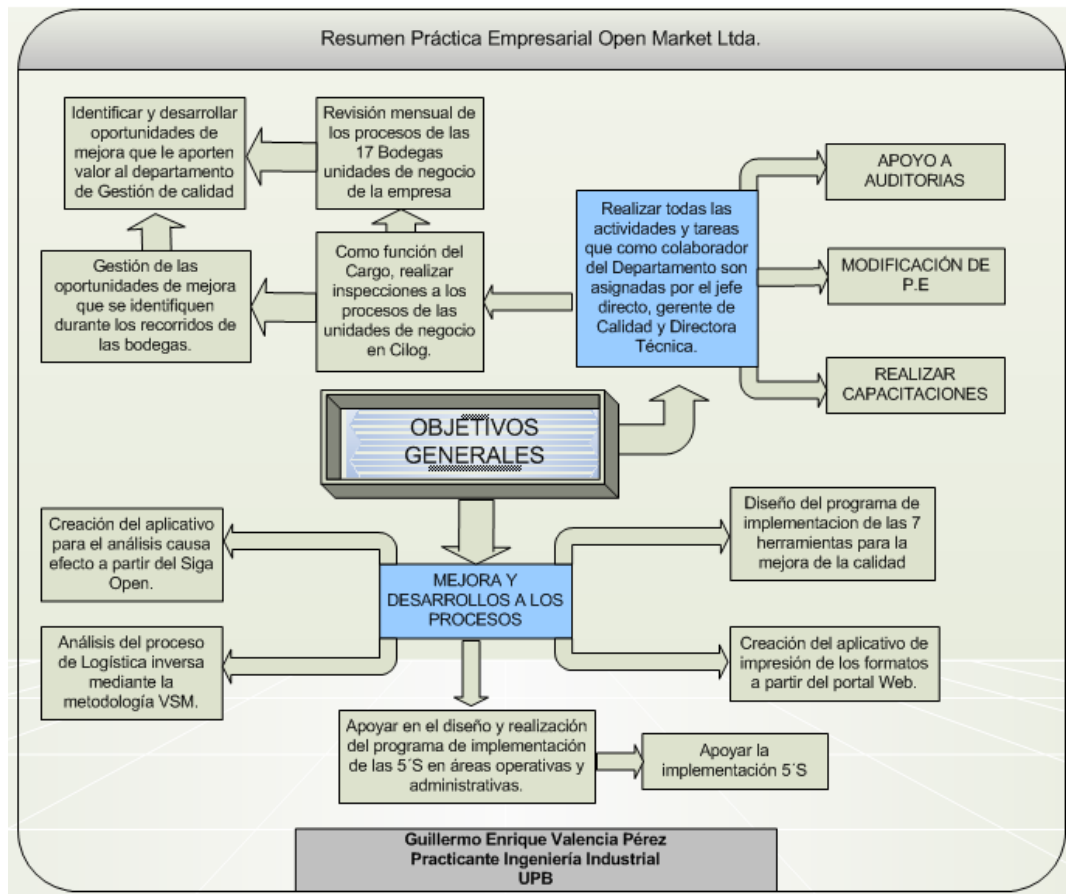 Resumen Práctica Empresarial Open Market Ltda.
Identificar y desarrollar
oportunidades de
mejora que le aporten
valor al departamento
de Gestión de calidad
Revisión mensual de
los procesos de las
17 Bodegas
unidades de negocio
de la empresa
Realizar todas las
actividades y tareas
que como colaborador
del Departamento son
asignadas por el jefe
directo, gerente de
Calidad y Directora
Técnica.
APOYO A
AUDITORIAS
MODIFICACIÓN DE
P.E
REALIZAR
CAPACITACIONES
Gestión de las
oportunidades de mejora
que se identifiquen
durante los recorridos de
las bodegas.
Como función del
Cargo, realizar
inspecciones a los
procesos de las
unidades de negocio
en Cilog.
OBJETIVOS
GENERALES
Creación del aplicativo
para el análisis causa
efecto a partir del Siga
Open.
Diseño del programa de
implementacion de las 7
herramientas para la
mejora de la calidad
MEJORA Y
DESARROLLOS A LOS
PROCESOS
Análisis del proceso
de Logística inversa
mediante la
metodología VSM.
Creación del aplicativo de
impresión de los formatos
a partir del portal Web.
Apoyar en el diseño y realización
del programa de implementación
de las 5´S en áreas operativas y
administrativas.
Apoyar la
implementación 5´S
Guillermo Enrique Valencia Pérez
Practicante Ingeniería Industrial
UPB